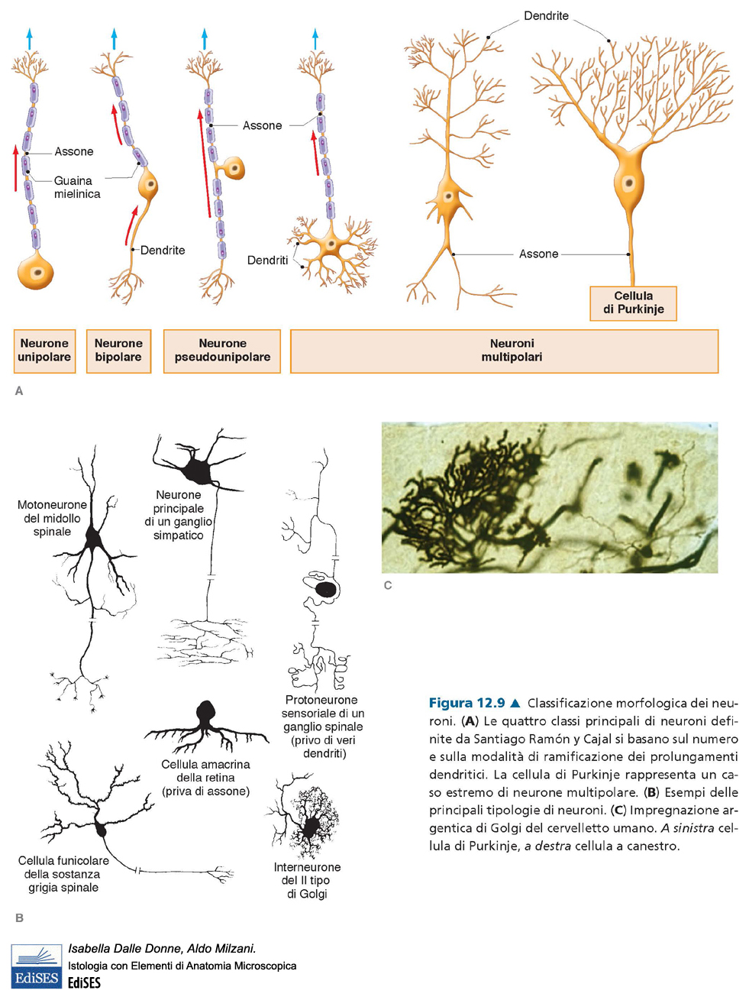 Dendrite
Assone
Assone
Guaina
mielinica
Dendrite
Dendriti
Assone
Cellula
di Purkinje
Neurone
unipolare
Neurone
bipolare
Neurone
pseudounipolare
Neuroni
multipolari
A
Motoneurone
del midollo
spinale
Neurone
principale
di un ganglio
simpatico
Protoneurone
sensoriale di un
ganglio spinale
(privo di veri
dendriti)
Cellula amacrina
della retina
(priva di assone)
Cellula funicolare
della sostanza
grigia spinale
Interneurone
del II tipo
di Golgi
B
C
Figura 12.9 ▲ Classificazione morfologica dei neu-
roni. (A) Le quattro classi principali di neuroni defi-
nite da Santiago Ramón y Cajal si basano sul numero
e sulla modalità di ramificazione dei prolungamenti
dendritici. La cellula di Purkinje rappresenta un ca-
so estremo di neurone multipolare. (B) Esempi delle
principali tipologie di neuroni. (C) Impregnazione ar-
gentica di Golgi del cervelletto umano. A sinistra cel-
lula di Purkinje, a destra cellula a canestro.
EdiSES
Isabella Dalle Donne, Aldo Milzani.
Istologia con Elementi di Anatomia Microscopica
EdiSES